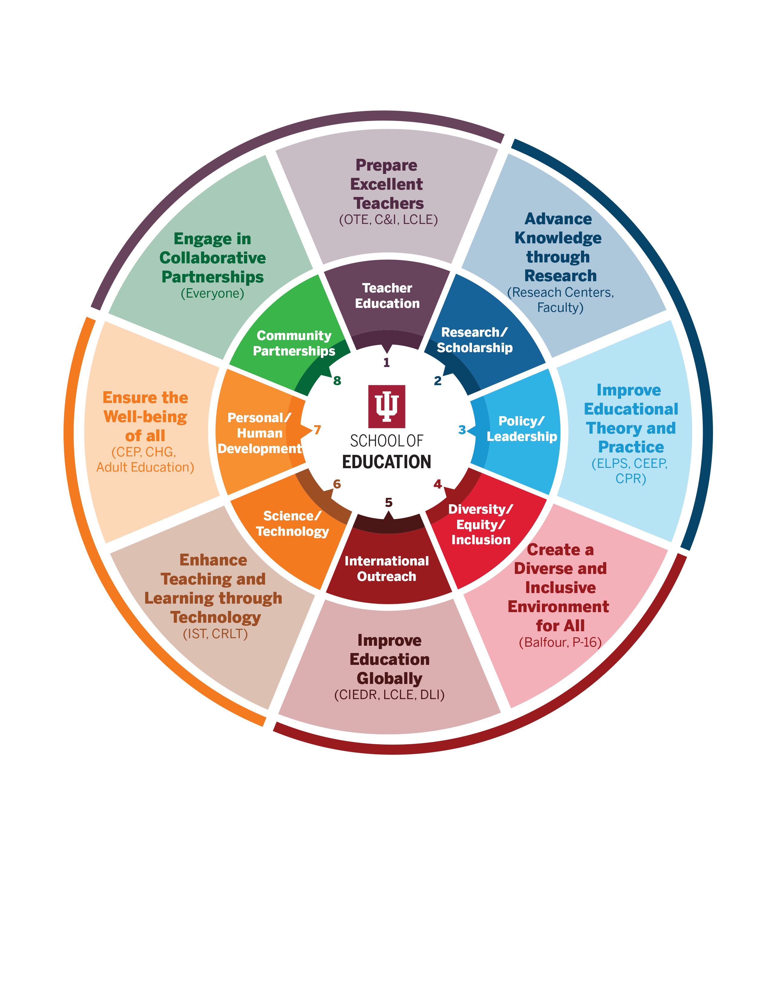 Prepare
Excellent
Teachers
(OTE, C&I, LCLE)
Advance
Knowledge
through
Research
(Reseach Centers,
Faculty)
Improve
Educational
Theory and
Practice
(ELPS, CEEP,
CPR)
Create a
Diverse and
Inclusive
Environment
for All
(Balfour, P-16)
Improve
Education
Globally
(CIEDR, LCLE, DLI)
Enhance
Teaching and
Learning through
Technology
(IST, CRLT)
Ensure the
Well-being
of all
(CEP, CHG,
Adult Education)
Engage in
Collaborative
Partnerships
(Everyone)
Teacher
Education
1
Research/
Scholarship
2
Policy/
Leadership
3
Diversity/
Equity/
Inclusion
4
International
Outreach
5
Science/
Technology
6
Personal/
Human
Development
7
Community
Partnerships
8
IU
SCHOOL OF
EDUCATION